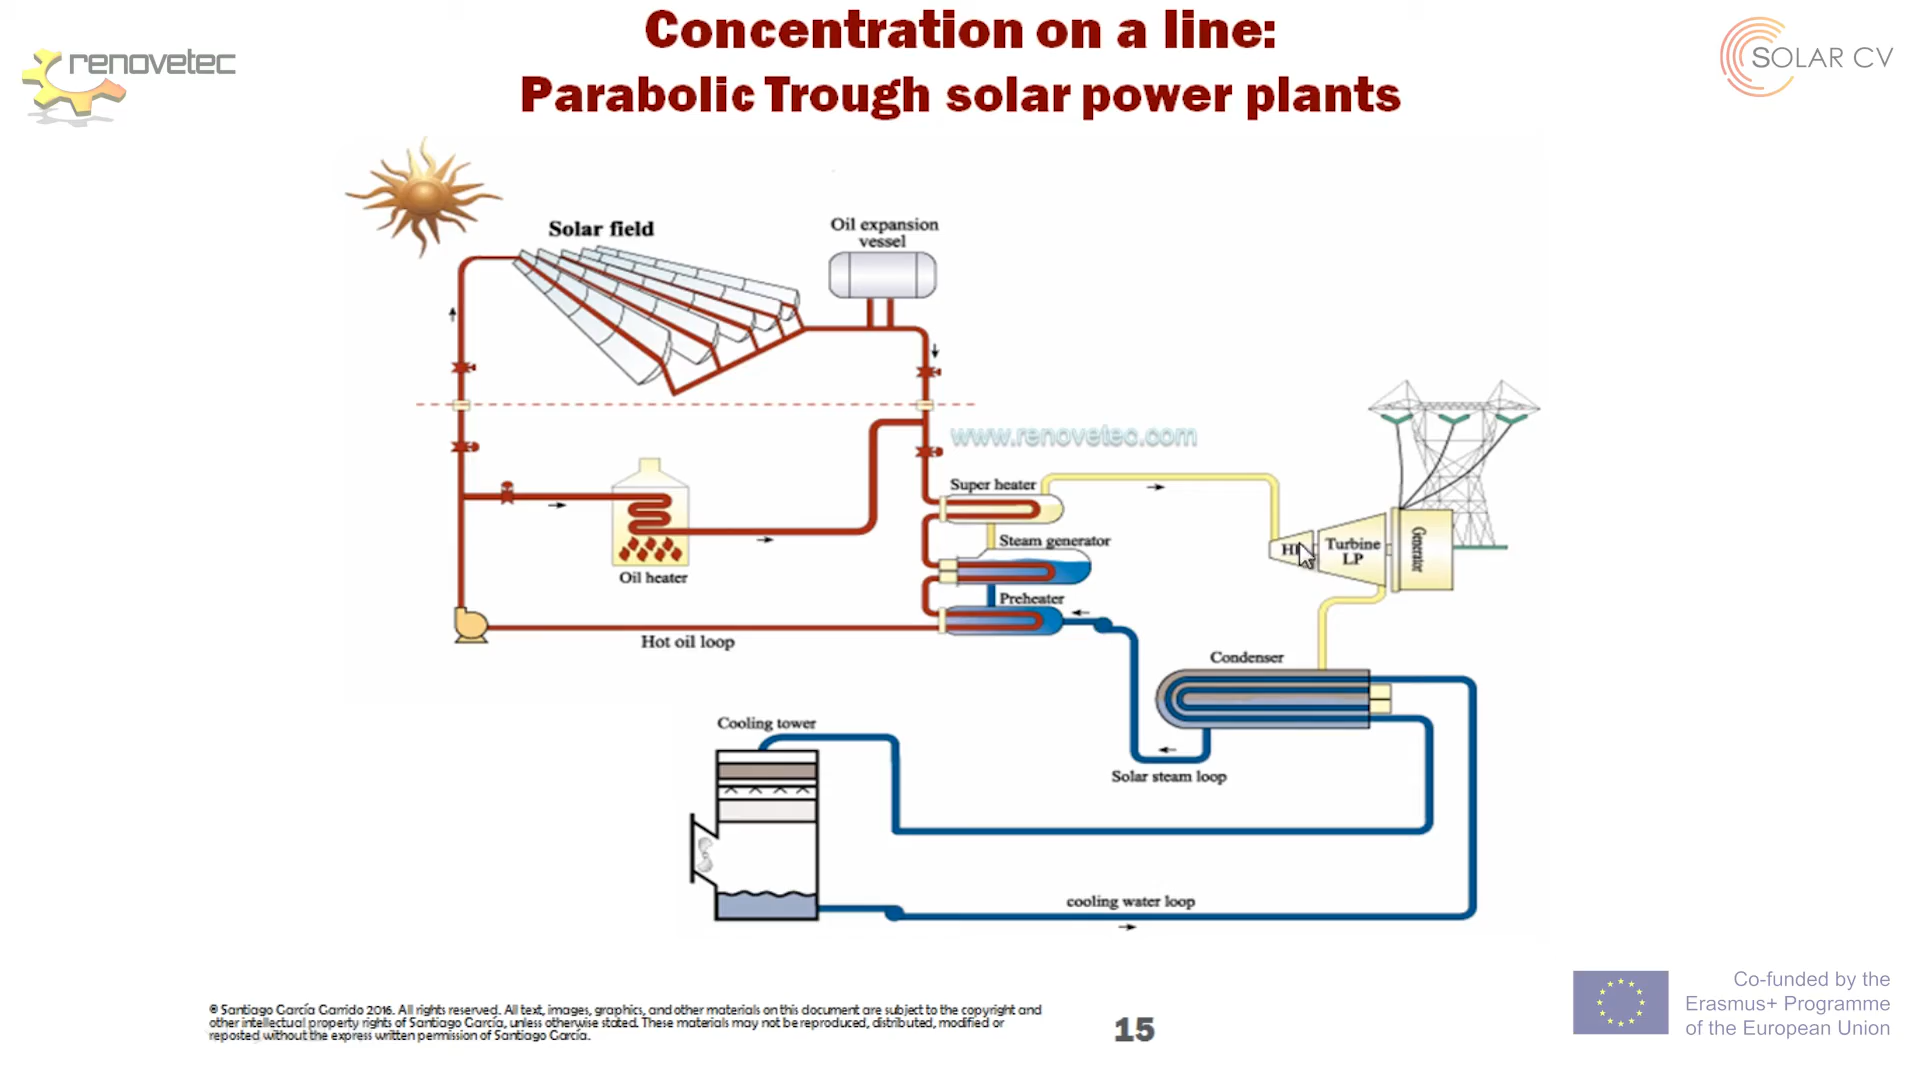 Concentration on a line:
Parabolic Trough solar power plants
renovetec
SOLAR CV
Solar field
Oil expansion
vessel
www.renovetec.com
Super heater
Steam generator
Preheater
Oil heater
Hot oil loop
Turbine
LP
Generator
Condenser
Cooling tower
Solar steam loop
cooling water loop
© Santiago García Garrido 2016. All rights reserved. All text, images, graphics, and other materials on this document are subject to the copyright and
other intellectual property rights of Santiago García, unless otherwise stated. These materials may not be reproduced, distributed, modified or
reposted without the express written permission of Santiago García.
15
Co-funded by the
Erasmus+ Programme
of the European Union